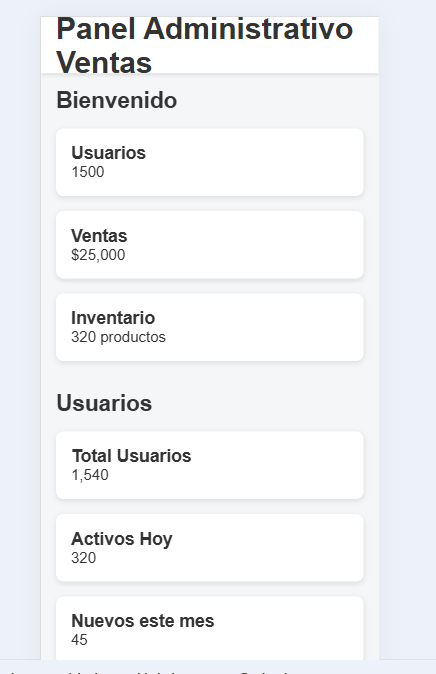 Panel Administrativo
Ventas
Bienvenido
Usuarios
1500
Ventas
$25,000
Inventario
320 productos
Usuarios
Total Usuarios
1,540
Activos Hoy
320
Nuevos este mes
45